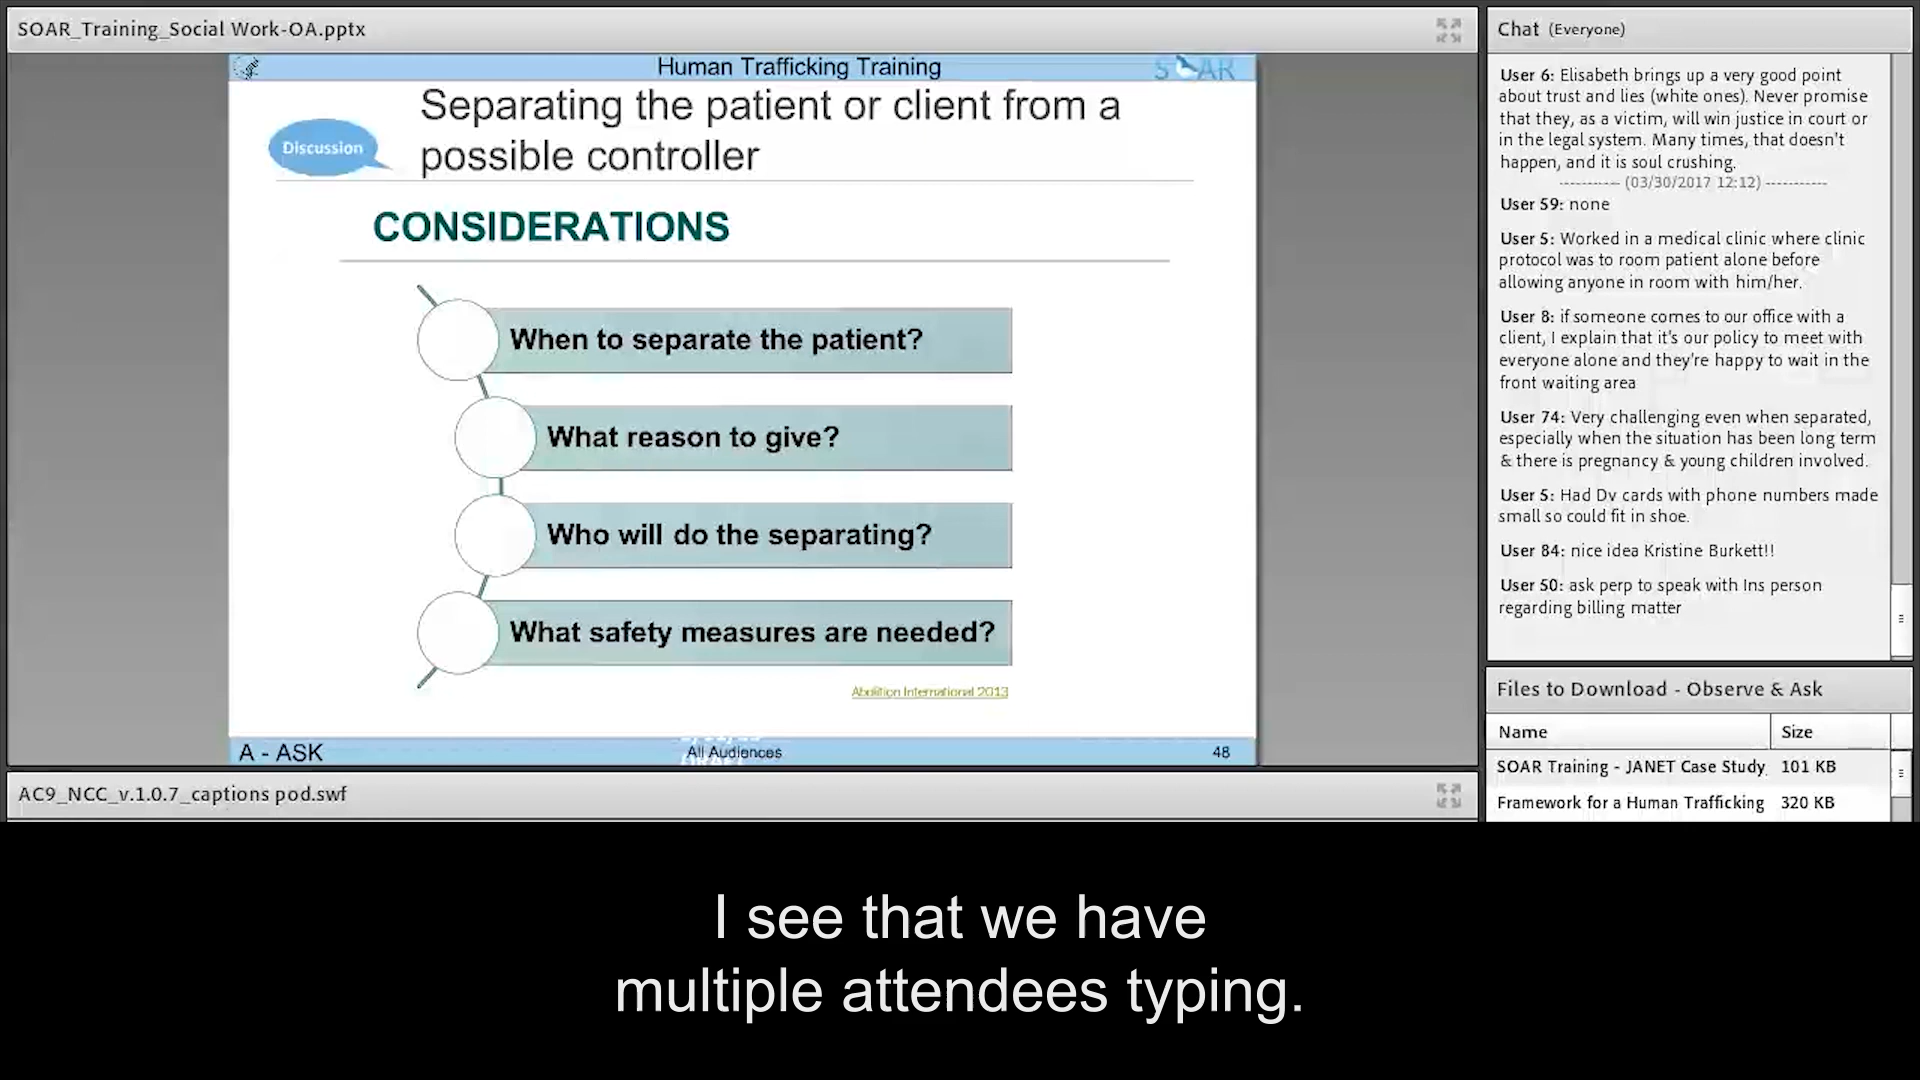 SOAR_Training_Social Work-OA.pptx
Human Trafficking Training
SOAR
Separating the patient or client from a
possible controller
Discussion
CONSIDERATIONS
When to separate the patient?
What reason to give?
Who will do the separating?
What safety measures are needed?
Abolition International 2013
A - ASK
All Audiences
48
AC9_NCC_v.1.0.7_captions pod.swf
Chat (Everyone)
User 6: Elisabeth brings up a very good point
about trust and lies (white ones). Never promise
that they, as a victim, will win justice in court or
in the legal system. Many times, that doesn't
happen, and it is soul crushing.
---------- (03/30/2017 12:12) -----------
User 59: none
User 5: Worked in a medical clinic where clinic
protocol was to room patient alone before
allowing anyone in room with him/her.
User 8: if someone comes to our office with a
client, I explain that it's our policy to meet with
everyone alone and they're happy to wait in the
front waiting area
User 74: Very challenging even when separated,
especially when the situation has been long term
& there is pregnancy & young children involved.
User 5: Had Dv cards with phone numbers made
small so could fit in shoe.
User 84: nice idea Kristine Burkett!!
User 50: ask perp to speak with Ins person
regarding billing matter
Files to Download - Observe & Ask
Name Size
SOAR Training - JANET Case Study 101 KB
Framework for a Human Trafficking 320 KB
I see that we have
multiple attendees typing.